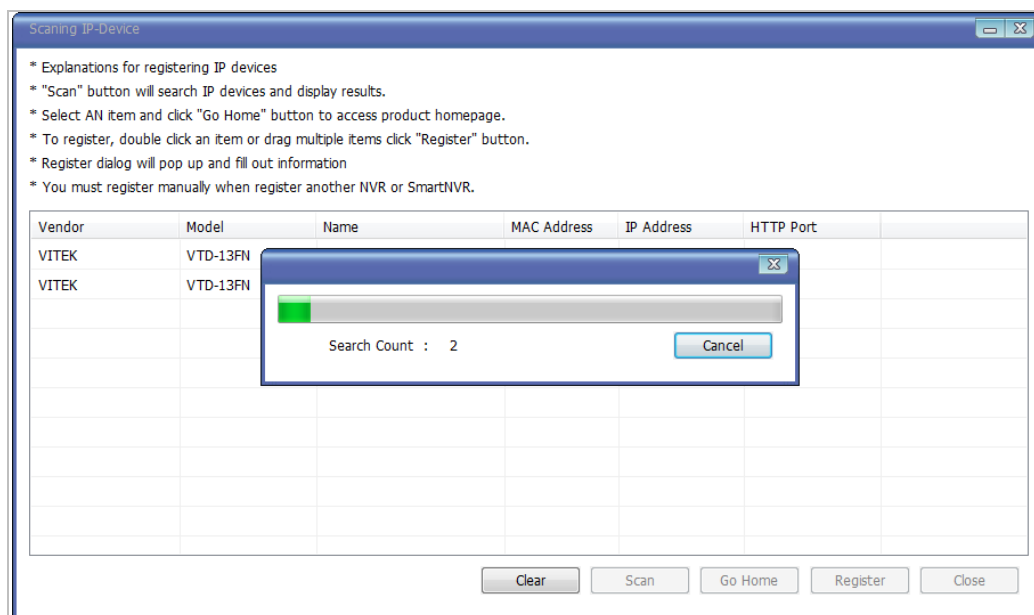 Scaning IP-Device
* Explanations for registering IP devices
* "Scan" button will search IP devices and display results.
* Select AN item and click "Go Home" button to access product homepage.
* To register, double click an item or drag multiple items click "Register" button.
* Register dialog will pop up and fill out information
* You must register manually when register another NVR or SmartNVR.
Vendor Model Name MAC Address IP Address HTTP Port
VITEK VTD-13FN
VITEK VTD-13FN
Search Count : 2 Cancel
Clear Scan Go Home Register Close